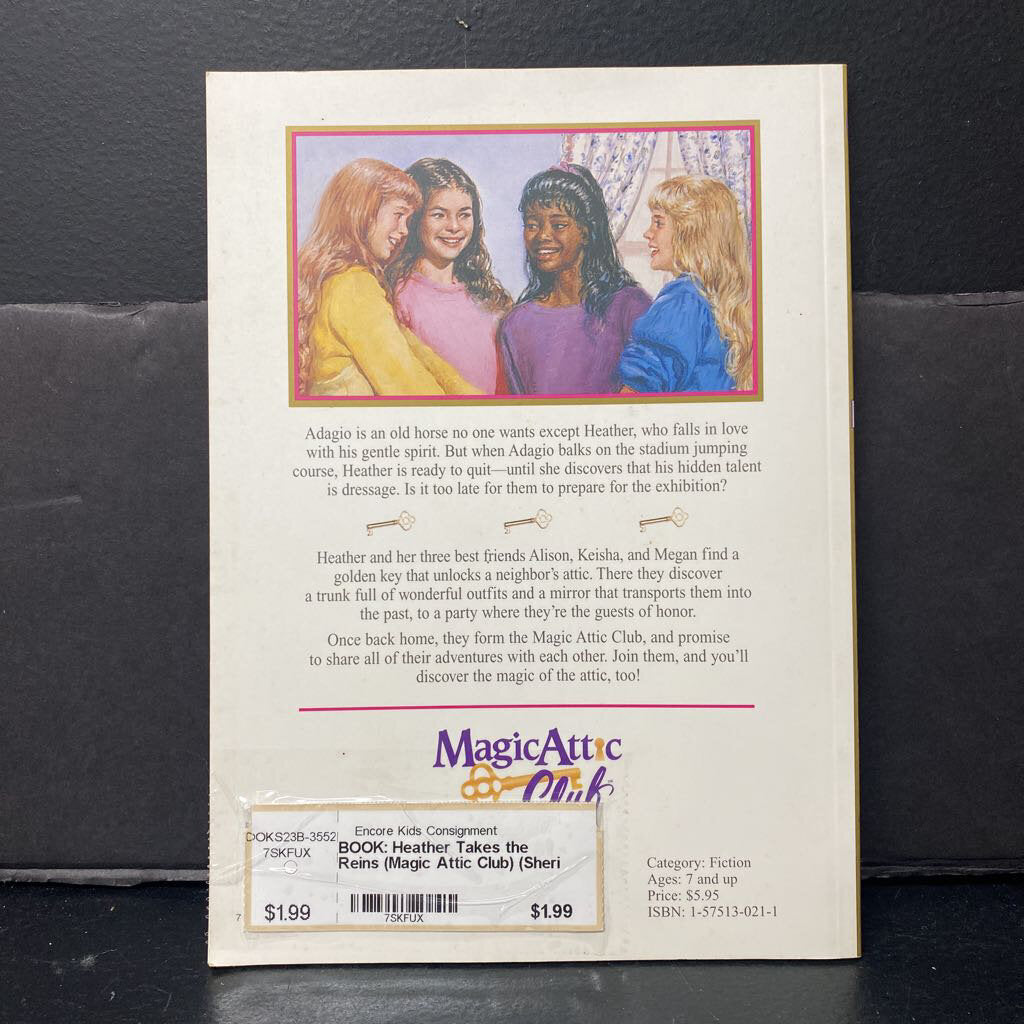 Adagio is an old horse no one wants except Heather, who falls in love
with his gentle spirit. But when Adagio balks on the stadium jumping
course, Heather is ready to quit—until she discovers that his hidden talent
is dressage. Is it too late for them to prepare for the exhibition?
Heather and her three best friends Alison, Keisha, and Megan find a
golden key that unlocks a neighbor's attic. There they discover
a trunk full of wonderful outfits and a mirror that transports them into
the past, to a party where they're the guests of honor.
Once back home, they form the Magic Attic Club, and promise
to share all of their adventures with each other. Join them, and you'll
discover the magic of the attic, too!
MagicAttic
Club
OOKS23B-3552
7SKFUX
$1.99
Encore Kids Consignment
BOOK: Heather Takes the
Reins (Magic Attic Club) (Sheri
7SKFUX
$1.99
7
Category: Fiction
Ages: 7 and up
Price: $5.95
ISBN: 1-57513-021-1